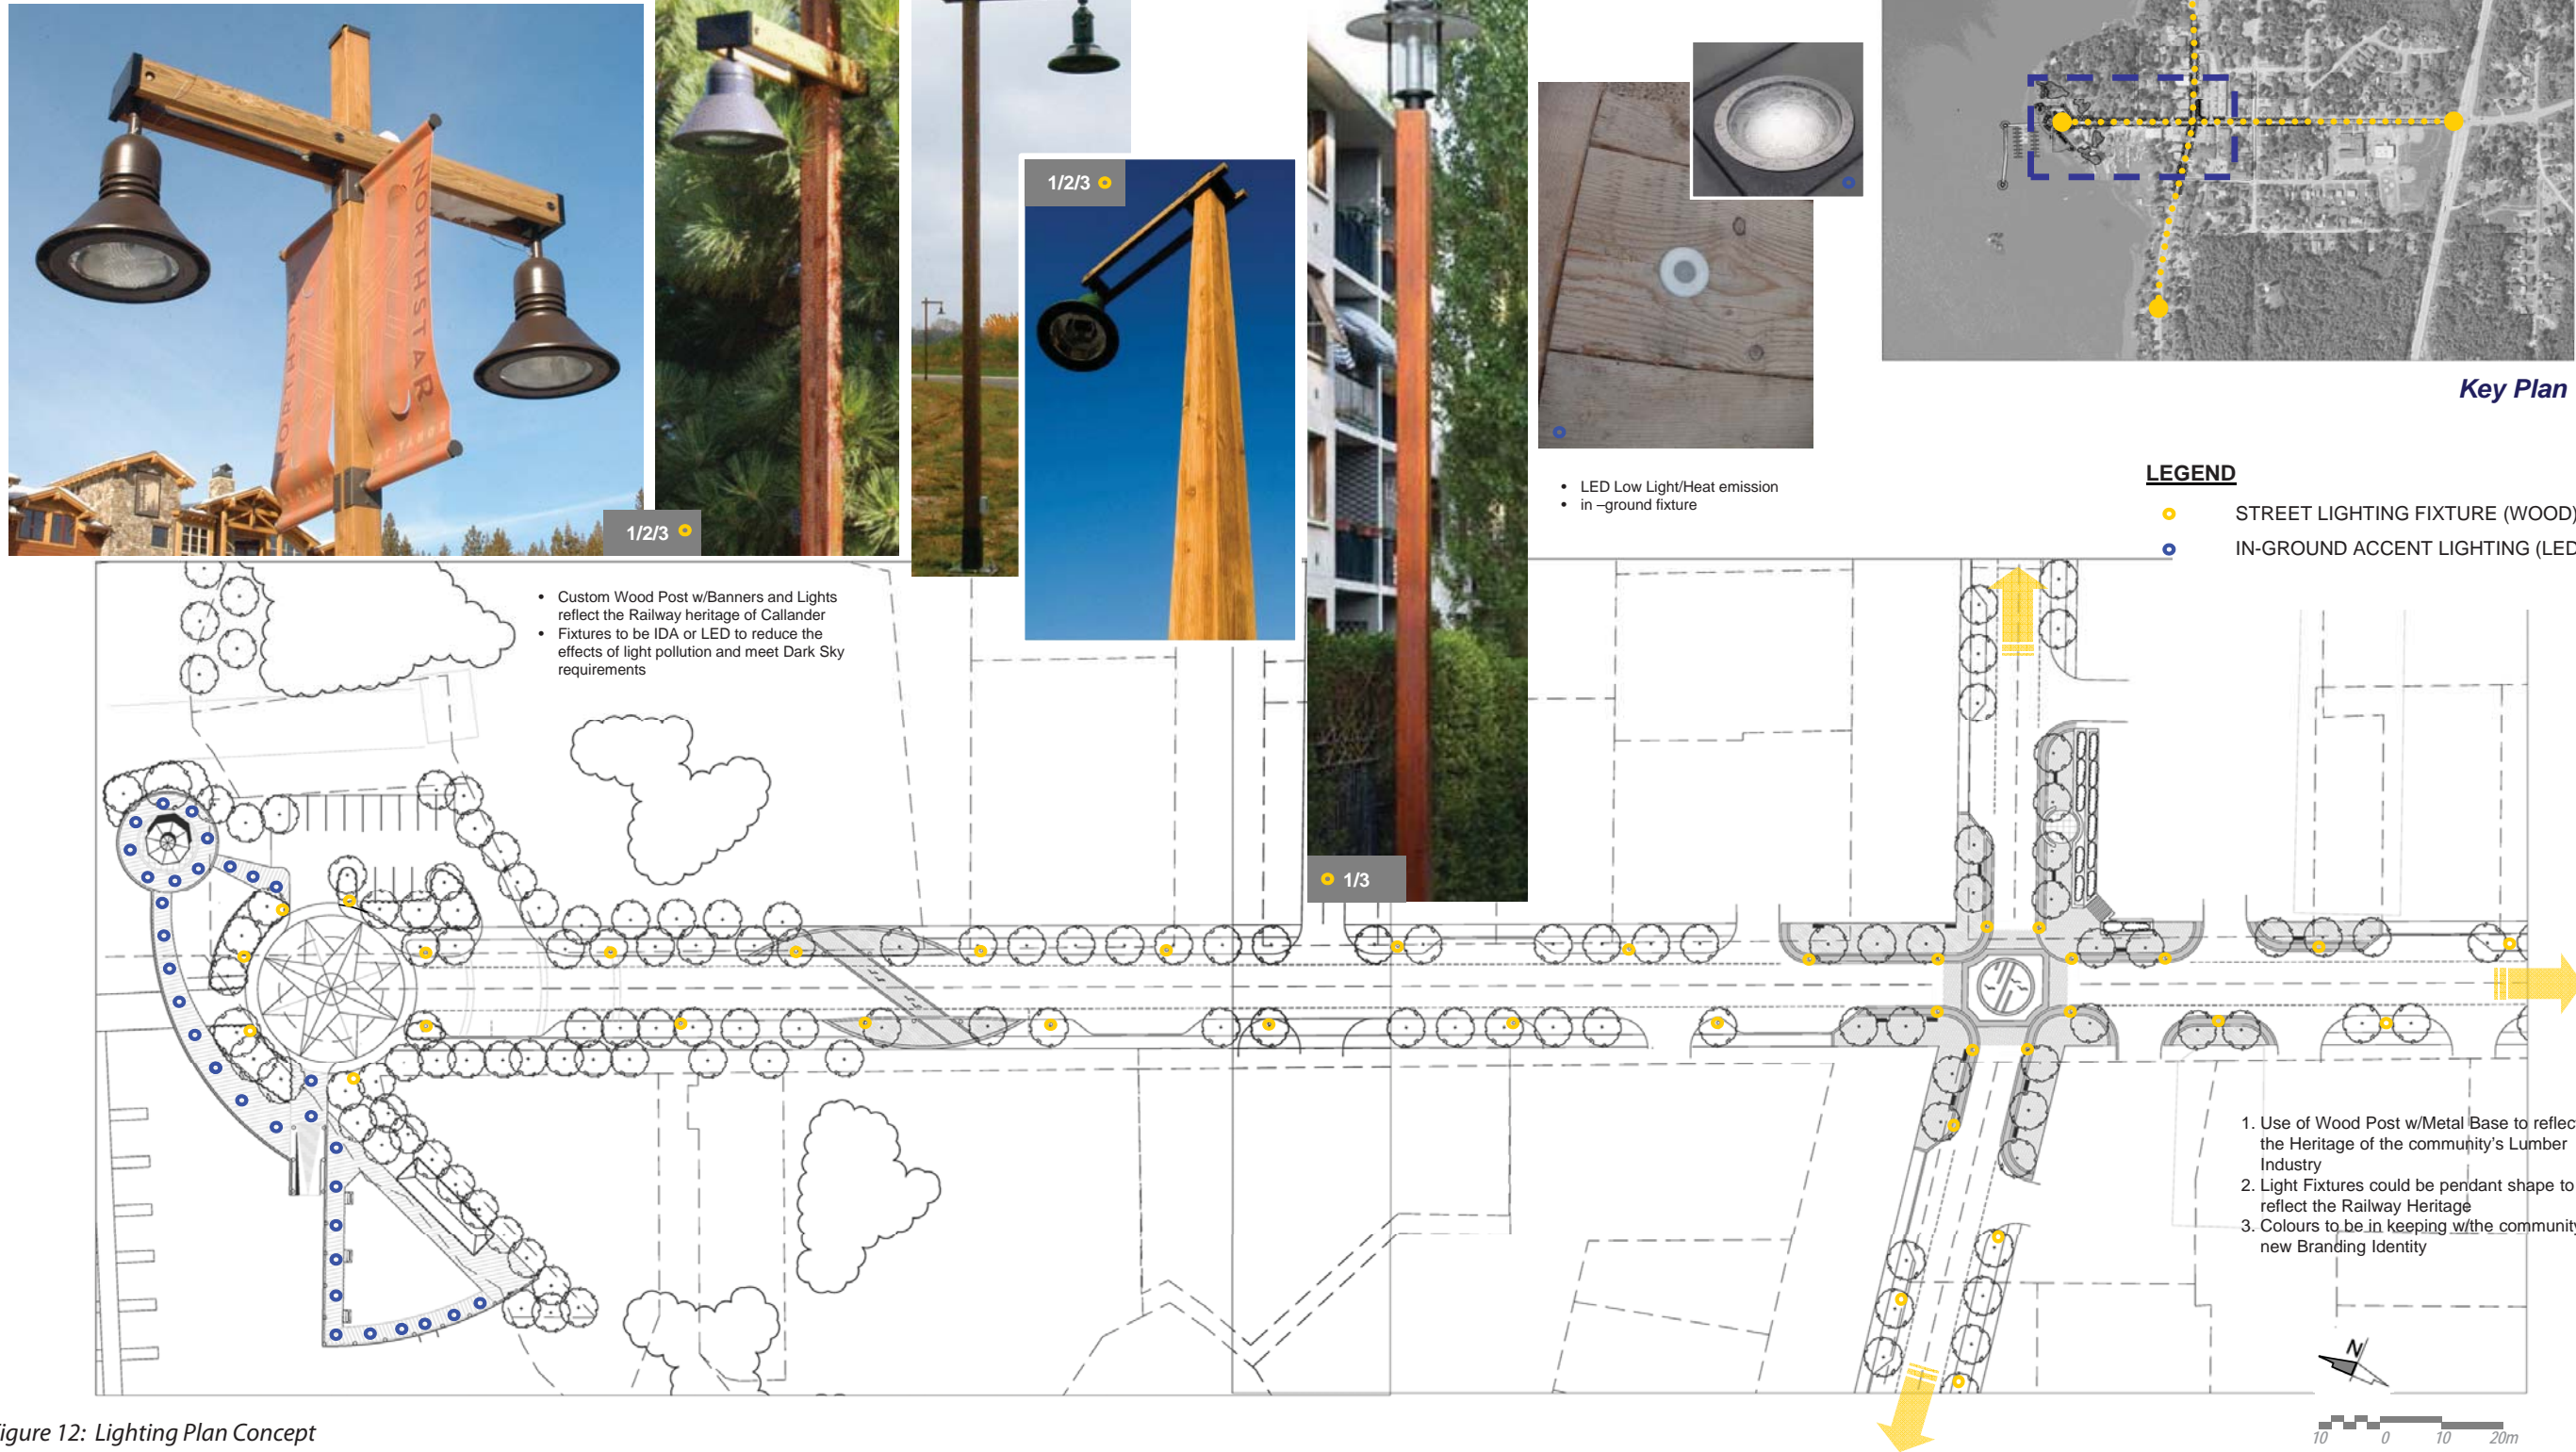 NORTHSTAR
1/2/3
1/2/3
1/3
Key Plan
• LED Low Light/Heat emission
• in –ground fixture
LEGEND
STREET LIGHTING FIXTURE (WOOD)
IN-GROUND ACCENT LIGHTING (LED
• Custom Wood Post w/Banners and Lights
reflect the Railway heritage of Callander
• Fixtures to be IDA or LED to reduce the
effects of light pollution and meet Dark Sky
requirements
1. Use of Wood Post w/Metal Base to reflec
the Heritage of the community's Lumber
Industry
2. Light Fixtures could be pendant shape to
reflect the Railway Heritage
3. Colours to be in keeping w/the community
new Branding Identity
N
10 0 10 20m
igure 12: Lighting Plan Concept